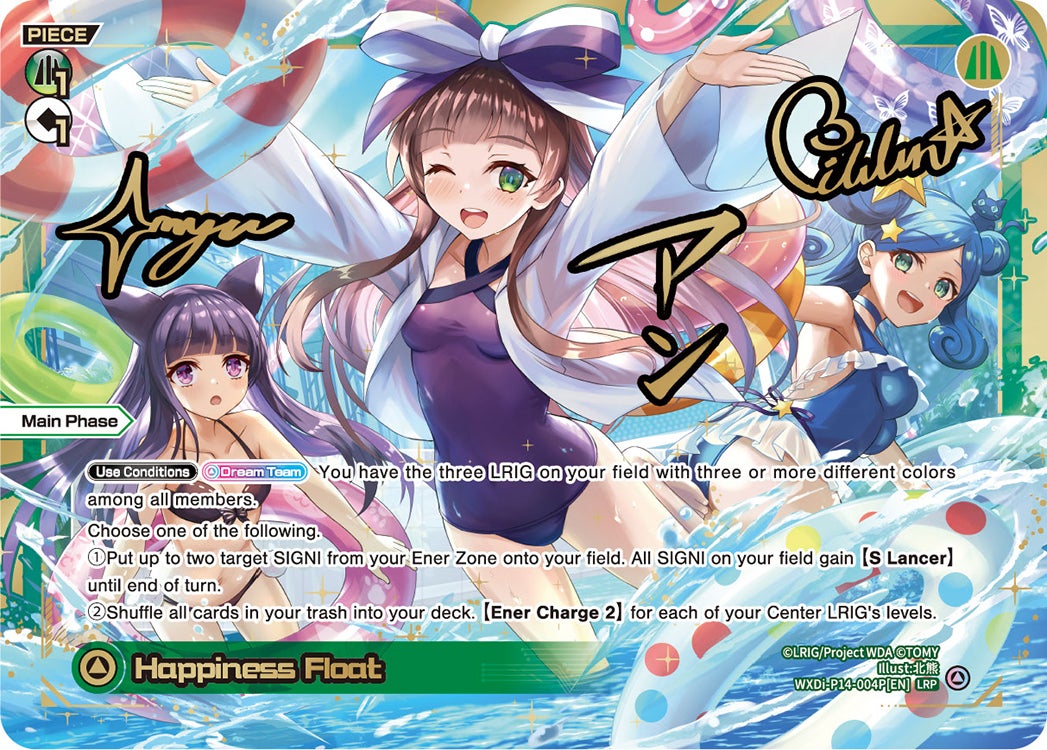 PIECE
1
1
Amyu
アン
Main Phase
Use Conditions Dream Team You have the three LRIG on your field with three or more different colors
among all members.
Choose one of the following.
①Put up to two target SIGNI from your Ener Zone onto your field. All SIGNI on your field gain 【S Lancer】
until end of turn.
②Shuffle all cards in your trash into your deck. 【Ener Charge 2】 for each of your Center LRIG's levels.
Happiness Float
©LRIG/Project WDA ©TOMY
Illust:北熊
WXDi-P14-004P[EN] LRP